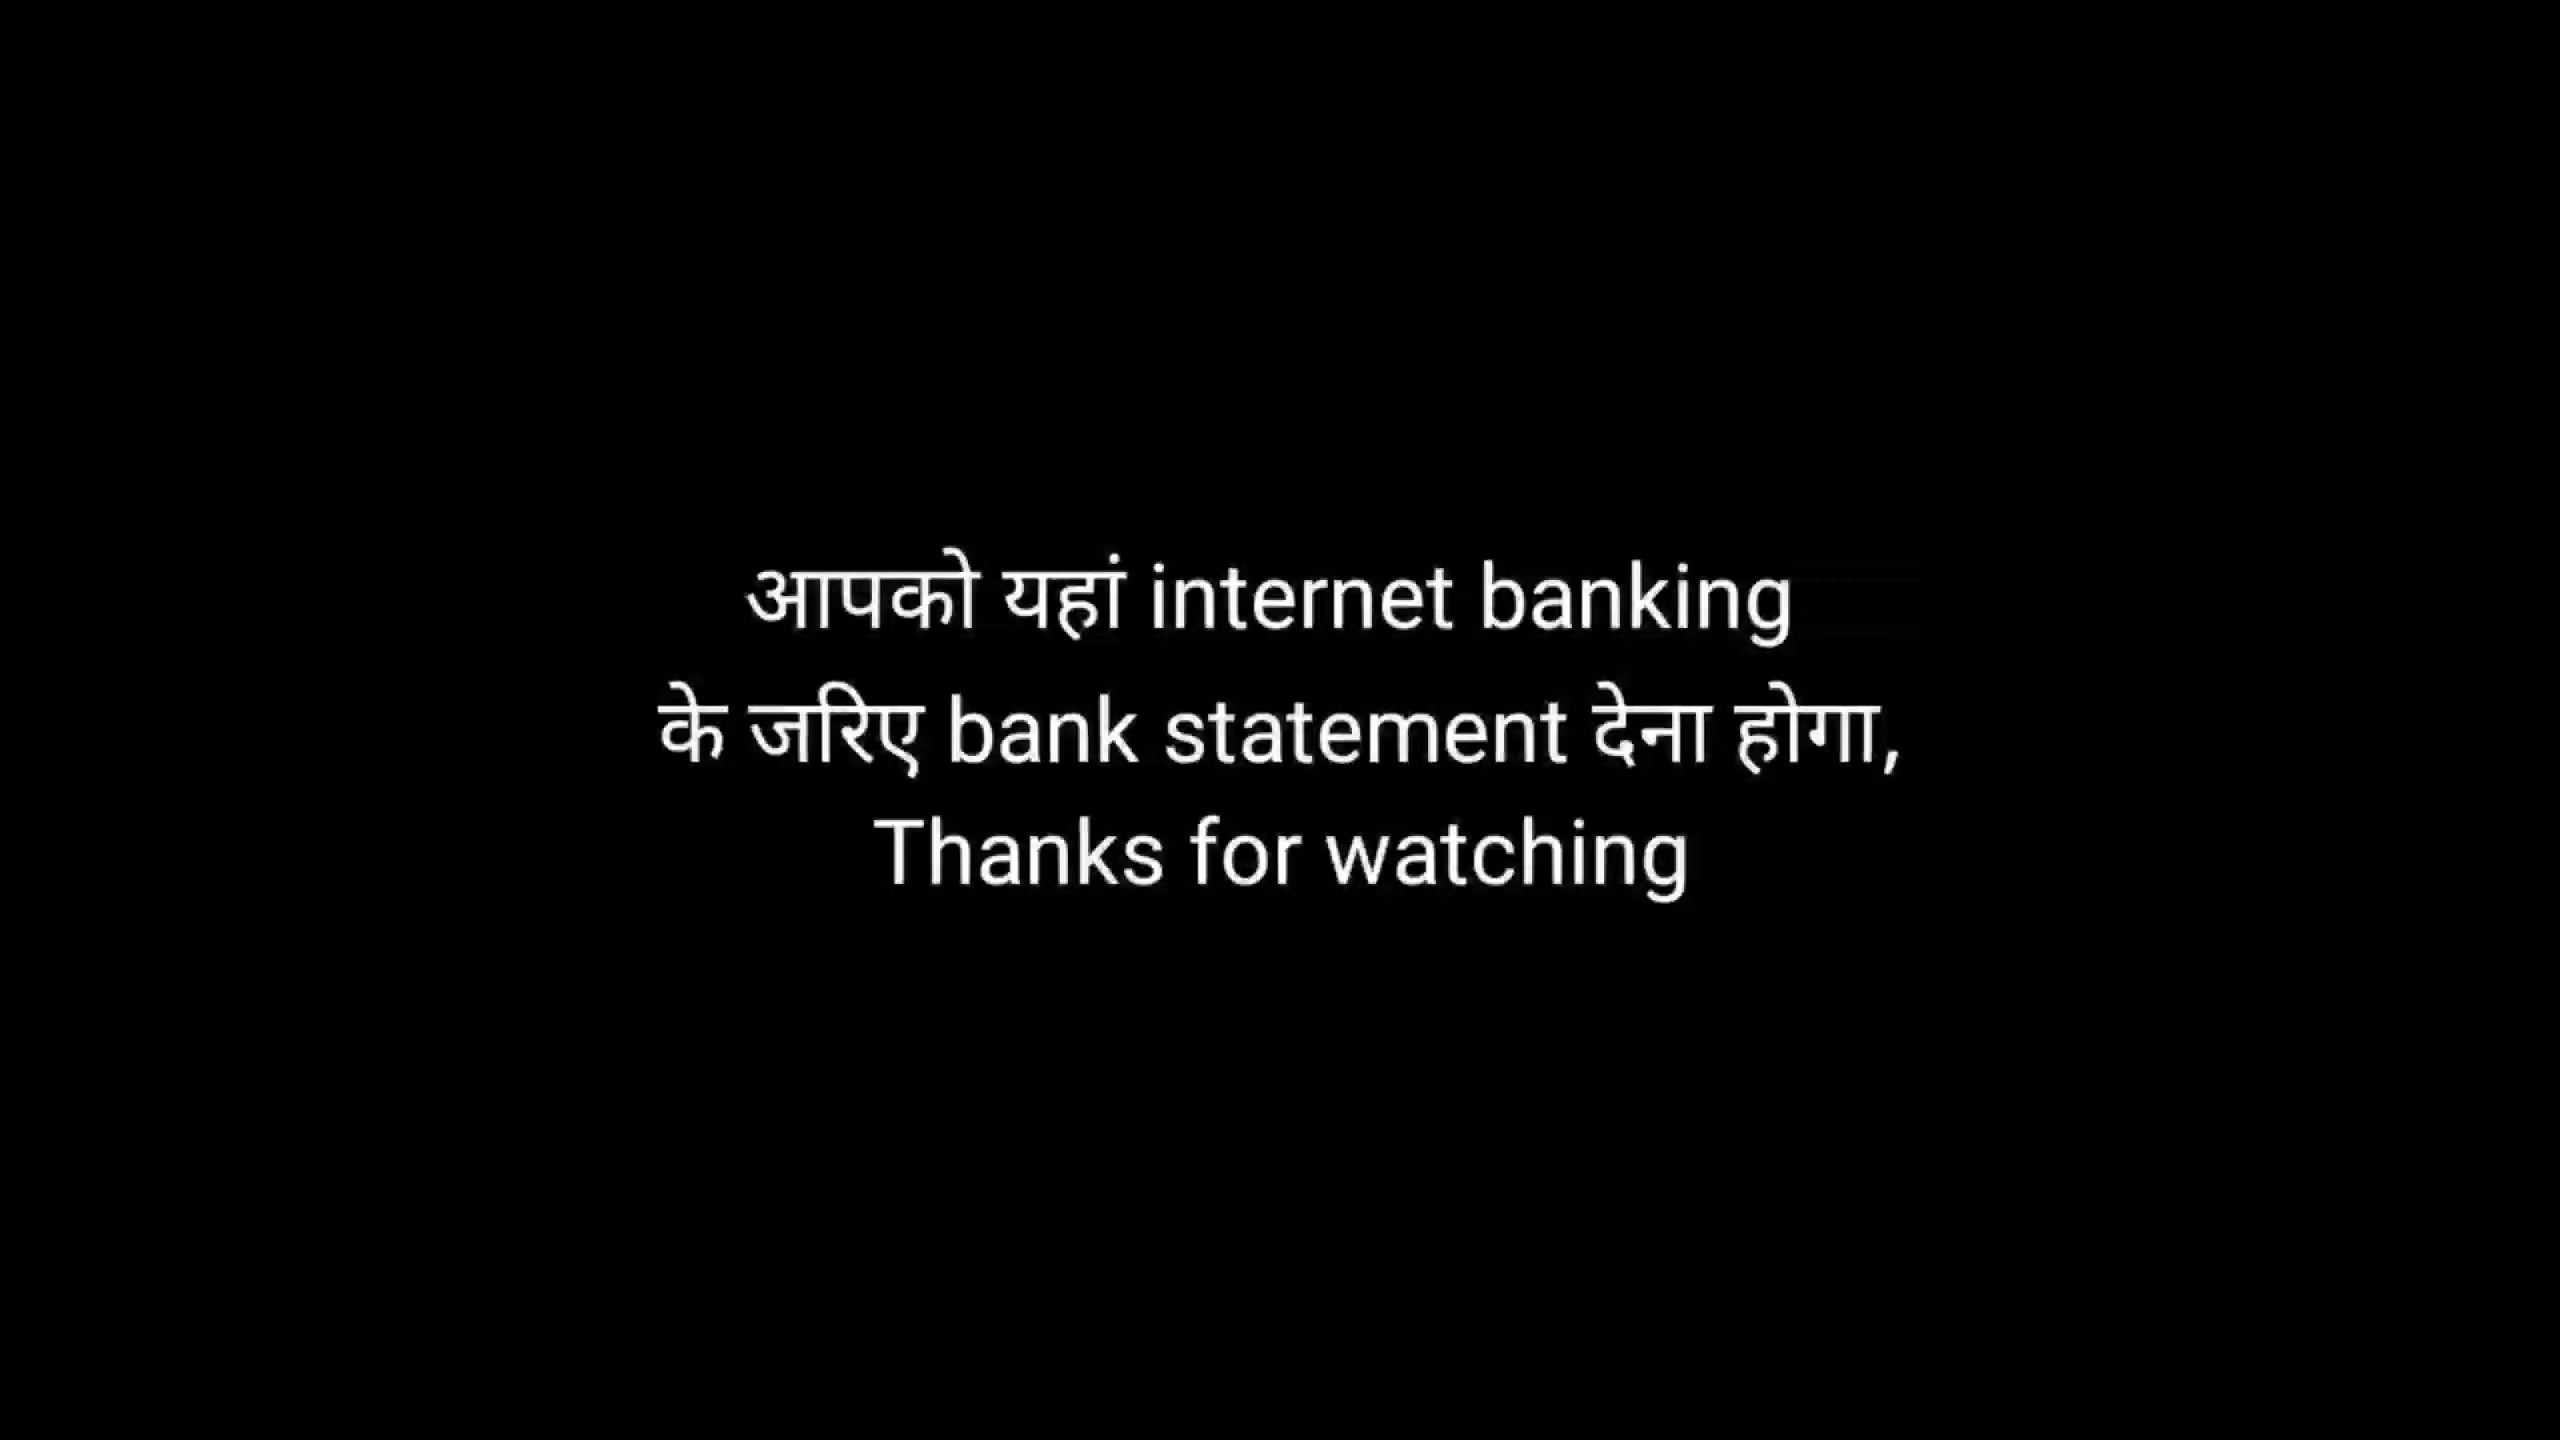 आपको यहां internet banking
के जरिए bank statement देना होगा,
Thanks for watching